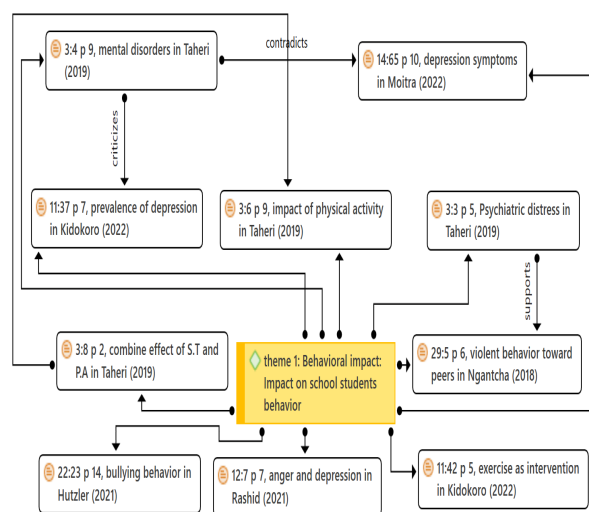 3:4 p 9, mental disorders in Taheri
(2019)
contradicts
14:65 p 10, depression symptoms
in Moitra (2022)
criticizes
11:37 p 7, prevalence of depression
in Kidokoro (2022)
3:6 p 9, impact of physical activity
in Taheri (2019)
3:3 p 5, Psychiatric distress in
Taheri (2019)
supports
3:8 p 2, combine effect of S.T and
P.A in Taheri (2019)
theme 1: Behavioral impact:
Impact on school students
behavior
29:5 p 6, violent behavior toward
peers in Ngantcha (2018)
22:23 p 14, bullying behavior in
Hutzler (2021)
12:7 p 7, anger and depression in
Rashid (2021)
11:42 p 5, exercise as intervention
in Kidokoro (2022)